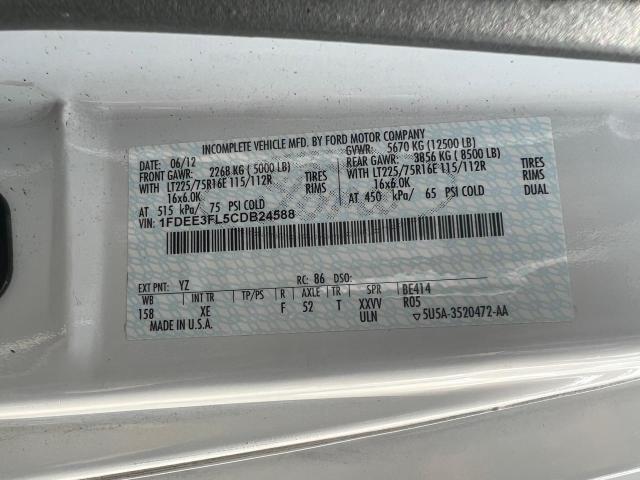 INCOMPLETE VEHICLE MFD. BY FORD MOTOR COMPANY
DATE: 06/12 GVWR: 5670 KG (12500 LB)
FRONT GAWR: 2268 KG ( 5000 LB) REAR GAWR: 3856 KG ( 8500 LB)
WITH LT225/75R16E 115/112R TIRES WITH LT225/75R16E 115/112R TIRES
16x6.0K RIMS 16x6.0K RIMS
AT 515 kPa/ 75 PSI COLD AT 450 kPa/ 65 PSI COLD DUAL
VIN: 1FDEE3FL5CDB24588
EXT PNT: YZ RC: 86 DSO:
WB INT TR TP/PS R AXLE TR SPR BE414
158 XE F 52 T XXVV R05
MADE IN U.S.A. ULN ▽5U5A-3520472-AA